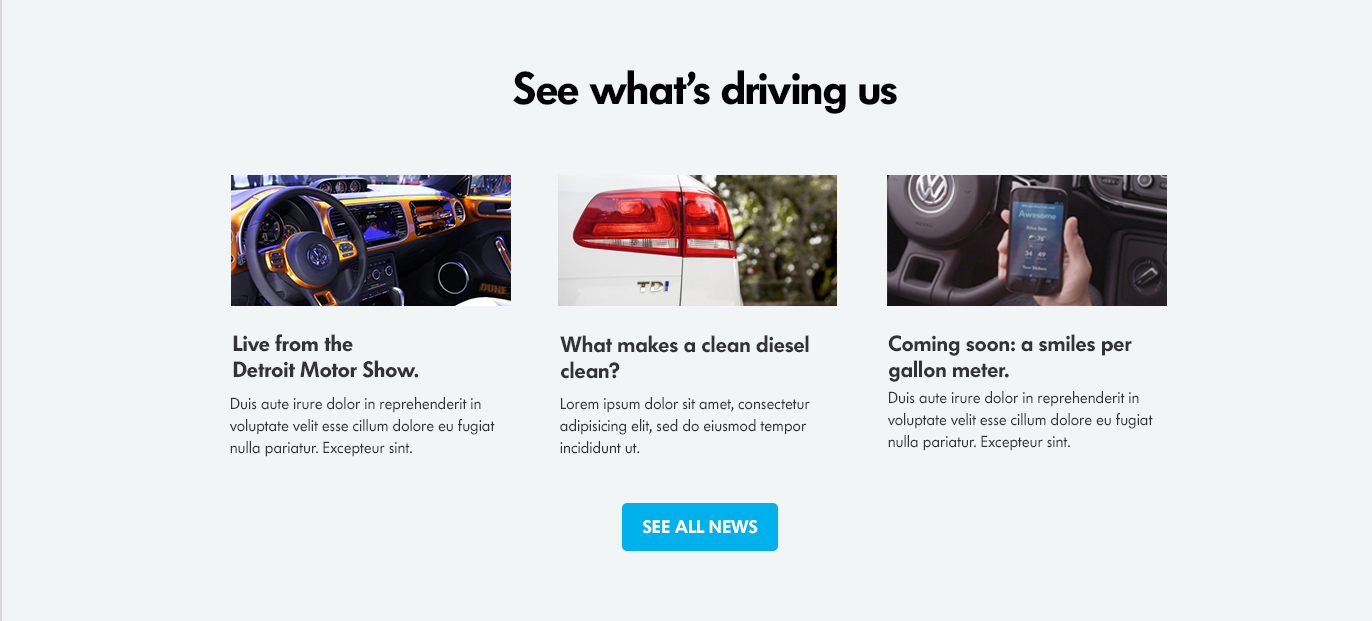 See what's driving us
DUNE
TDI
Awesome
Live from the
Detroit Motor Show.
Duis aute irure dolor in reprehenderit in
voluptate velit esse cillum dolore eu fugiat
nulla pariatur. Excepteur sint.
What makes a clean diesel
clean?
Lorem ipsum dolor sit amet, consectetur
adipisicing elit, sed do eiusmod tempor
incididunt ut.
Coming soon: a smiles per
gallon meter.
Duis aute irure dolor in reprehenderit in
voluptate velit esse cillum dolore eu fugiat
nulla pariatur. Excepteur sint.
SEE ALL NEWS